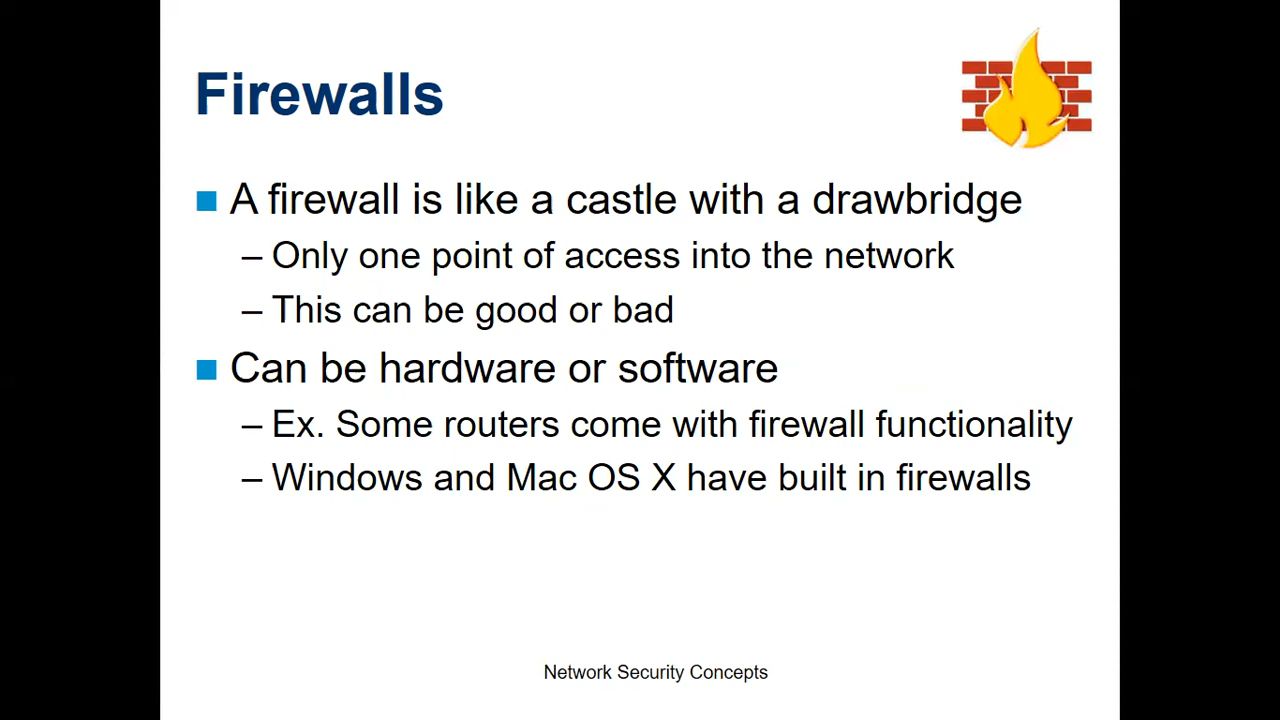 Firewalls
A firewall is like a castle with a drawbridge
– Only one point of access into the network
– This can be good or bad
Can be hardware or software
– Ex. Some routers come with firewall functionality
– Windows and Mac OS X have built in firewalls
Network Security Concepts